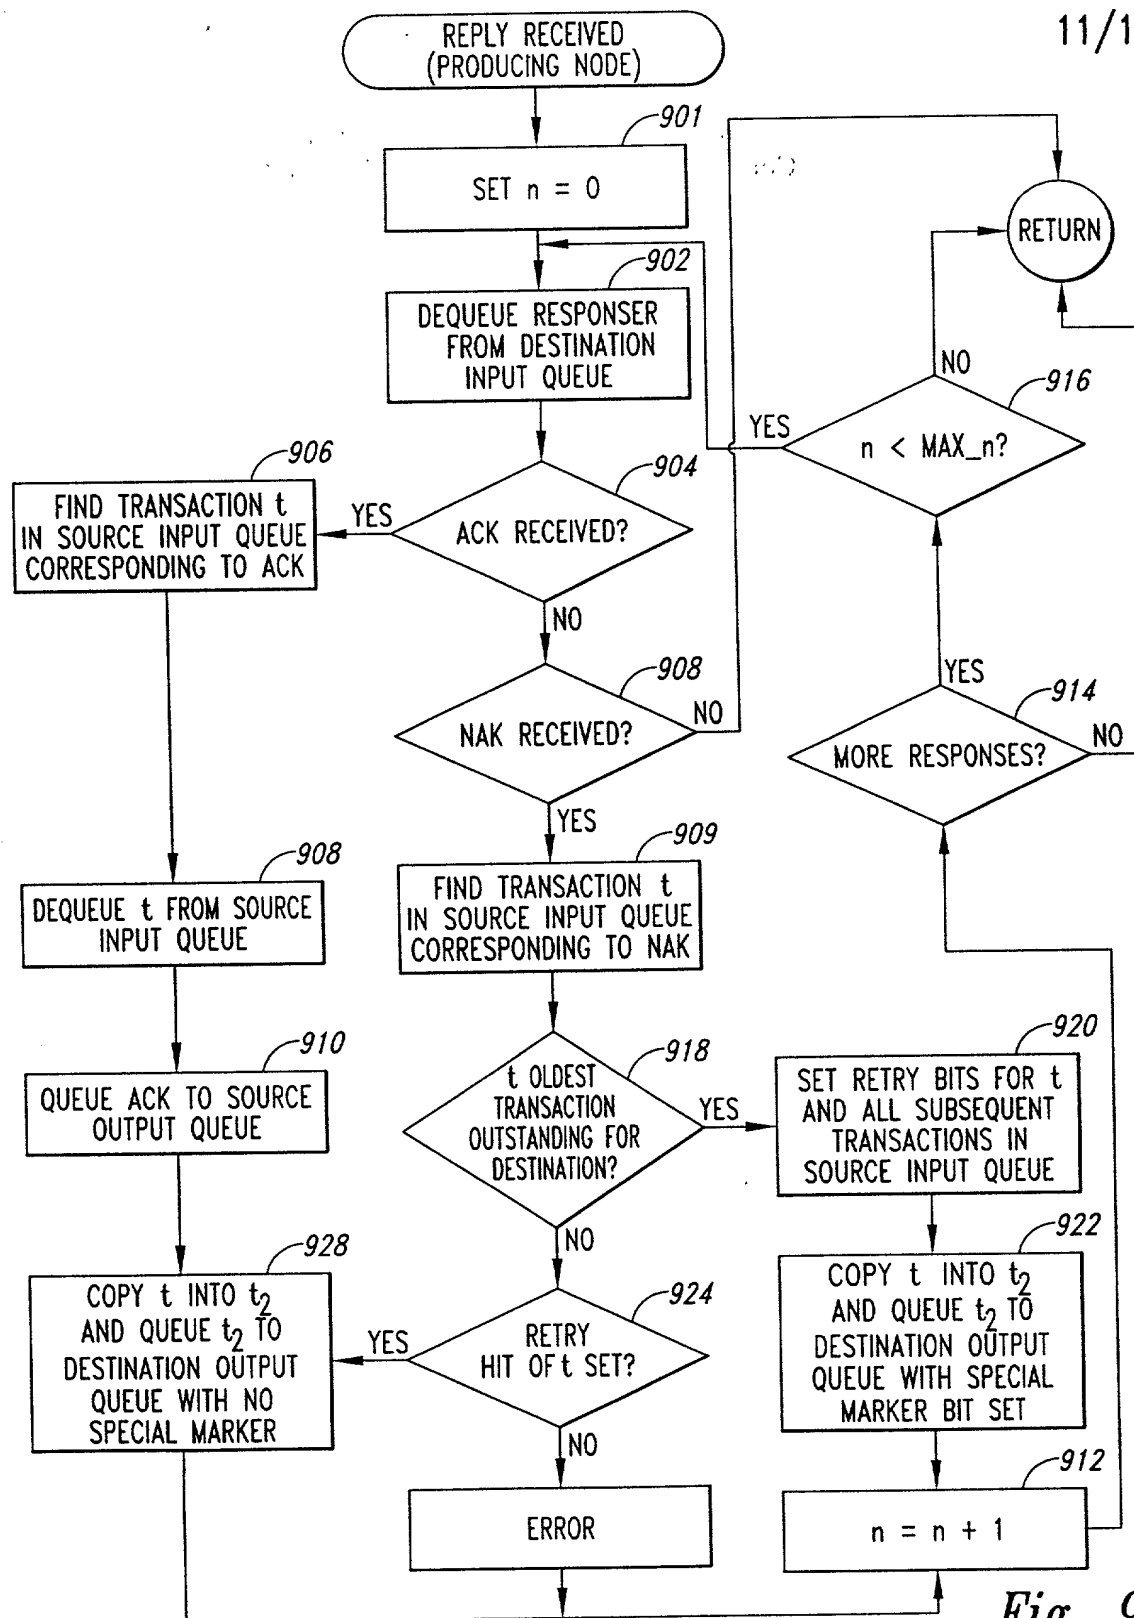 11/1
REPLY RECEIVED
(PRODUCING NODE)
901
SET n = 0
RETURN
902
DEQUEUE RESPONSER
FROM DESTINATION
INPUT QUEUE
NO
916
YES
n < MAX_n?
906
FIND TRANSACTION t
IN SOURCE INPUT QUEUE
CORRESPONDING TO ACK
YES
904
ACK RECEIVED?
NO
908
NAK RECEIVED?
NO
YES
914
MORE RESPONSES?
NO
YES
909
FIND TRANSACTION t
IN SOURCE INPUT QUEUE
CORRESPONDING TO NAK
908
DEQUEUE t FROM SOURCE
INPUT QUEUE
910
QUEUE ACK TO SOURCE
OUTPUT QUEUE
918
t OLDEST
TRANSACTION
OUTSTANDING FOR
DESTINATION?
YES
920
SET RETRY BITS FOR t
AND ALL SUBSEQUENT
TRANSACTIONS IN
SOURCE INPUT QUEUE
NO
928
COPY t INTO t2
AND QUEUE t2 TO
DESTINATION OUTPUT
QUEUE WITH NO
SPECIAL MARKER
YES
924
RETRY
HIT OF t SET?
922
COPY t INTO t2
AND QUEUE t2 TO
DESTINATION OUTPUT
QUEUE WITH SPECIAL
MARKER BIT SET
NO
ERROR
912
n = n + 1
Fig. 9